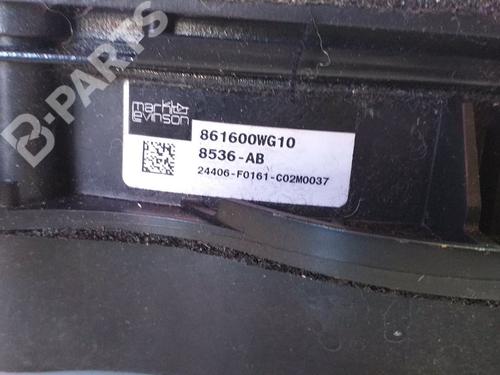 B-PARTS
mark
levinson
861600WG10
8536-AB
24406-F0161-C02M0037